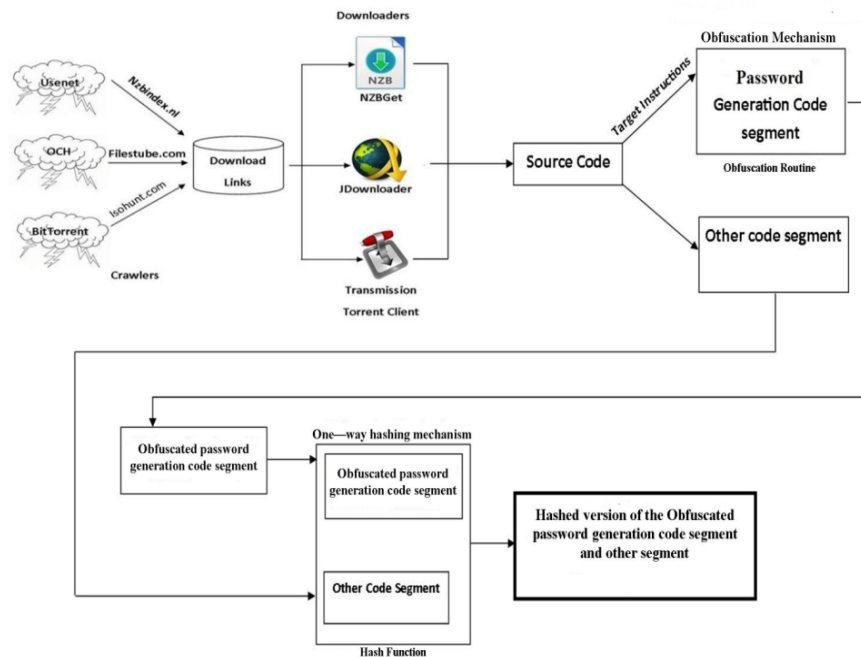 Downloaders
Obfuscation Mechanism
Usenet
Nzbindex.nl
NZB
NZBGet
Target Instructions
Password
Generation Code
segment
OCH
Filestube.com
Download
Links
JDownloader
Source Code
Obfuscation Routine
BitTorrent
Isohunt.com
Crawlers
Transmission
Torrent Client
Other code segment
Obfuscated password
generation code segment
One—way hashing mechanism
Obfuscated password
generation code segment
Other Code Segment
Hash Function
Hashed version of the Obfuscated
password generation code segment
and other segment